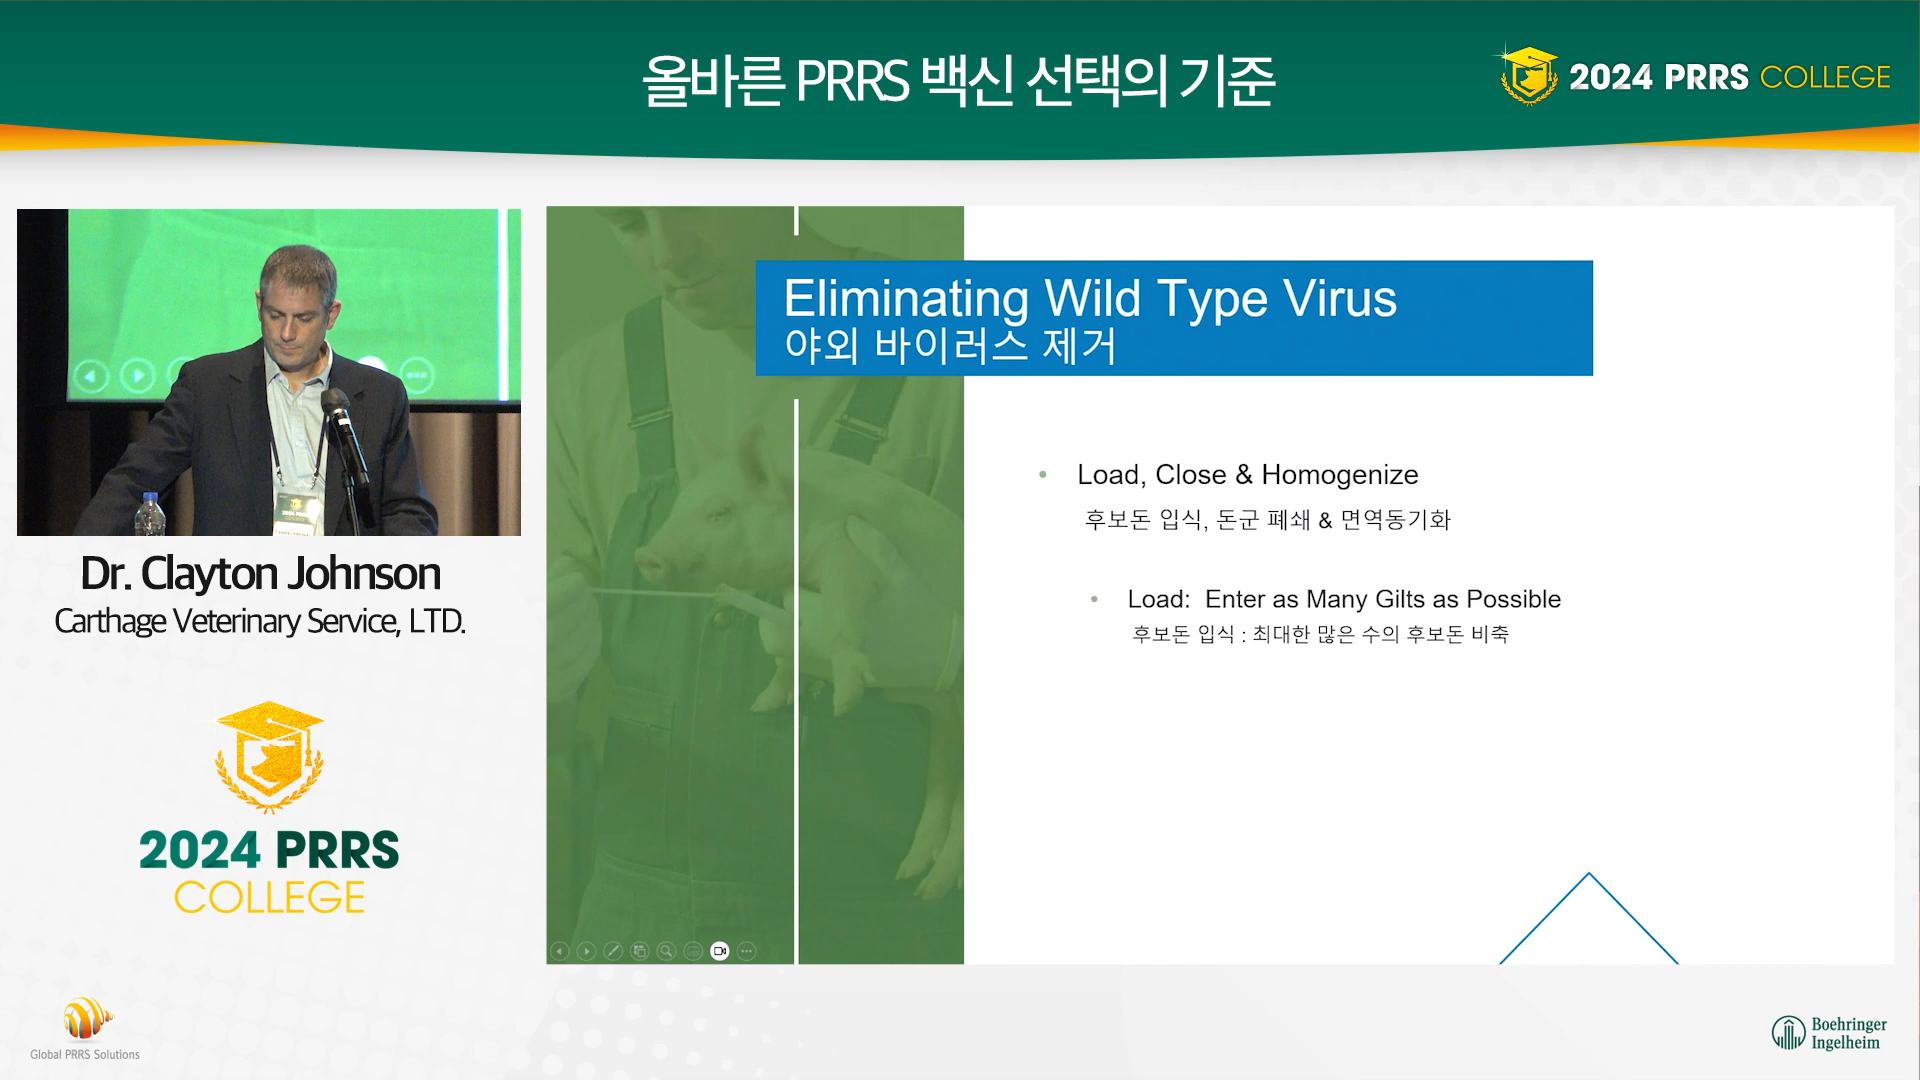 올바른 PRRS 백신 선택의 기준
2024 PRRS COLLEGE
Eliminating Wild Type Virus
야외 바이러스 제거
Load, Close & Homogenize
후보돈 입식, 돈군 폐쇄 & 면역동기화
Load: Enter as Many Gilts as Possible
후보돈 입식 : 최대한 많은 수의 후보돈 비축
Dr. Clayton Johnson
Carthage Veterinary Service, LTD.
2024 PRRS
COLLEGE
Global PRRS Solutions
Boehringer
Ingelheim